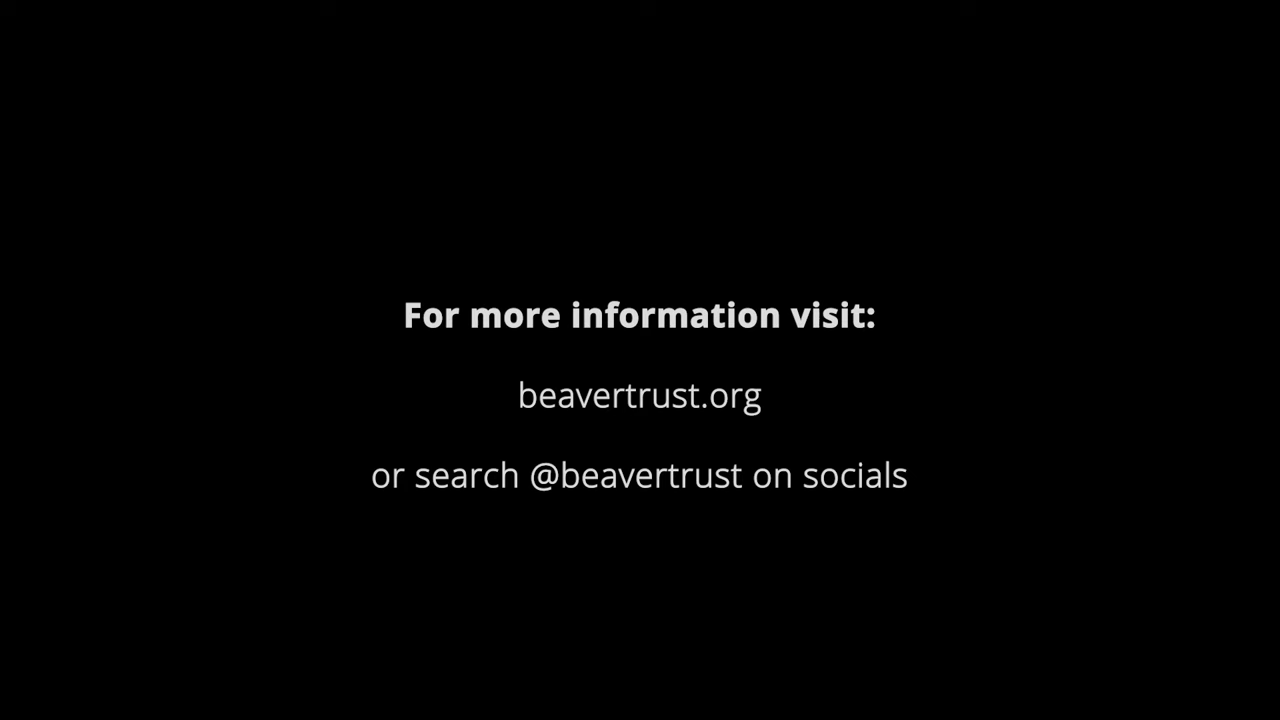 For more information visit:
beavertrust.org
or search @beavertrust on socials